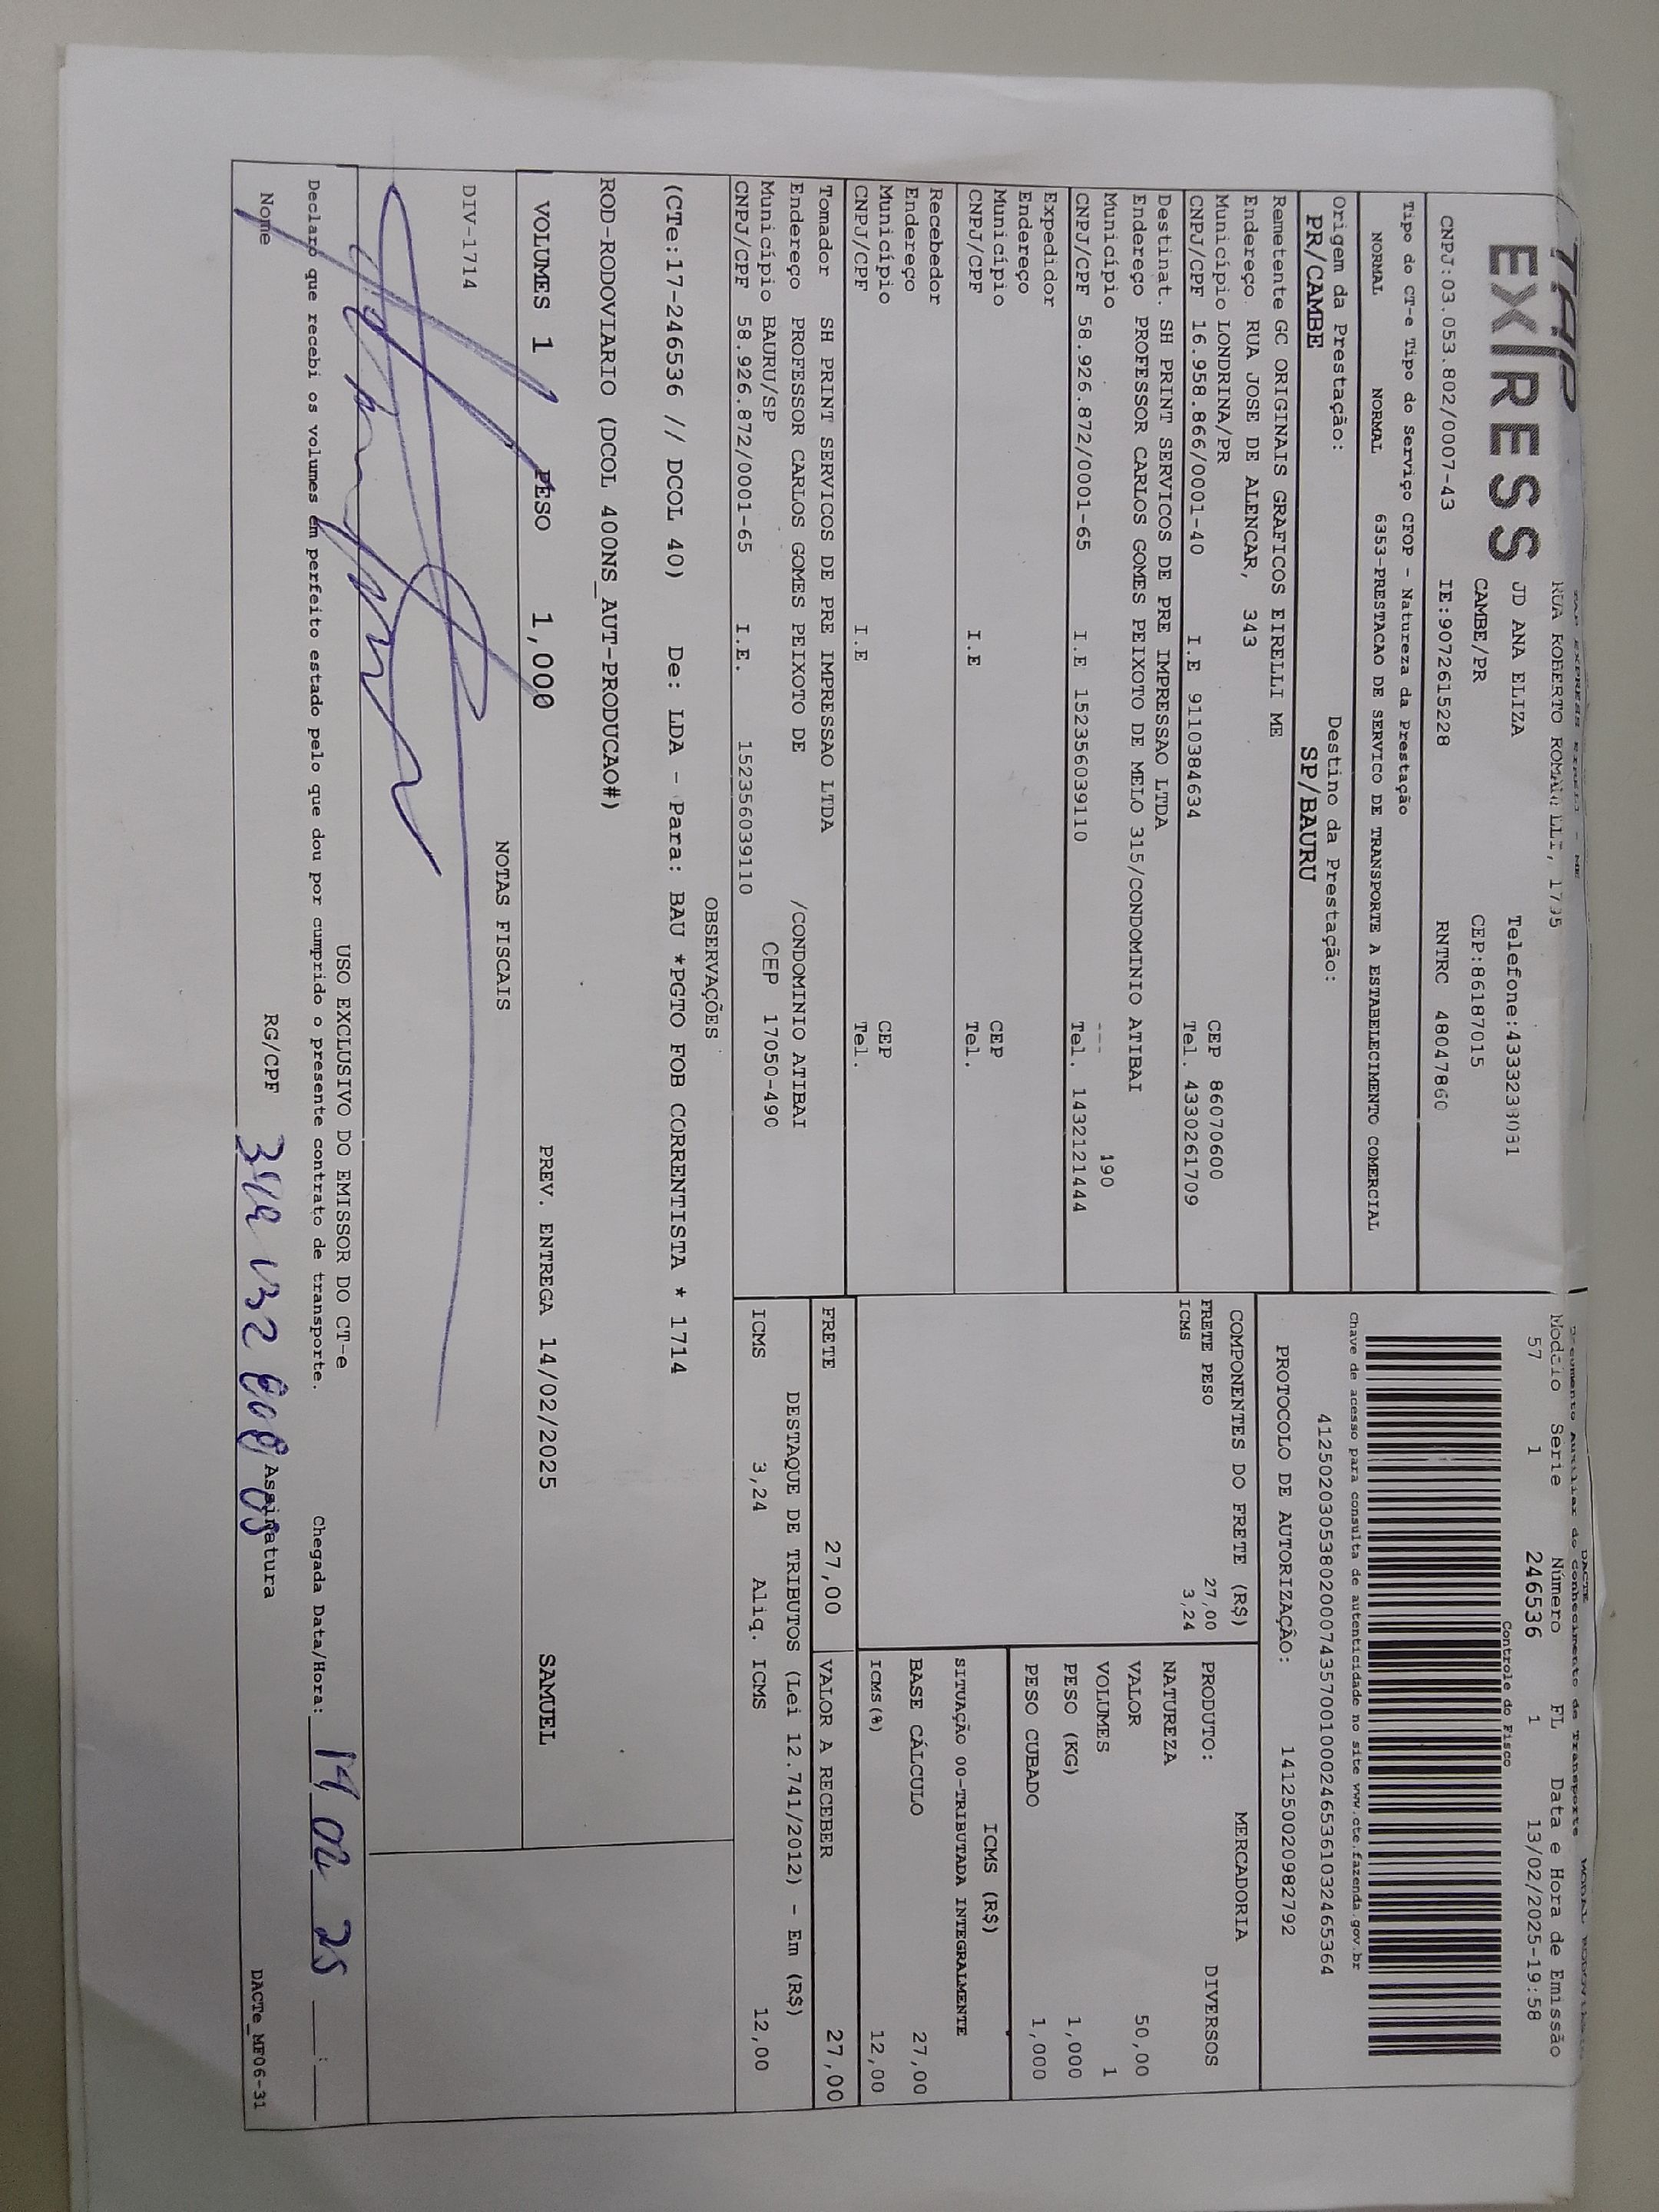 TAP
EXPRESS
TAP EXPRESS EIRELI - ME
RUA ROBERTO ROMANELLI, 1735
JD ANA ELIZA
CAMBE/PR
CEP:86187015
CNPJ:03.053.802/0007-43 IE:9072615228 RNTRC 48047860
Tipo do CT-e Tipo do Serviço CFOP - Natureza da Prestação
NORMAL NORMAL 6353-PRESTACAO DE SERVICO DE TRANSPORTE A ESTABELECIMENTO COMERCIAL
Origem da Prestação: Destino da Prestação:
PR/CAMBE SP/BAURU
Remetente GC ORIGINAIS GRAFICOS EIRELLI ME
Endereço RUA JOSE DE ALENCAR, 343
Município LONDRINA/PR CEP 86070600
CNPJ/CPF 16.958.866/0001-40 I.E 9110384634 Tel. 4330261709
Destinat. SH PRINT SERVICOS DE PRE IMPRESSAO LTDA
Endereço PROFESSOR CARLOS GOMES PEIXOTO DE MELO 315/CONDOMINIO ATIBAI
Município 490
CNPJ/CPF 58.926.872/0001-65 I.E 152356039110 Tel. 1432121444
Expedidor
Endereço
Município CEP
CNPJ/CPF I.E Tel.
Recebedor
Endereço
Município CEP
CNPJ/CPF I.E Tel.
Tomador SH PRINT SERVICOS DE PRE IMPRESSAO LTDA
Endereço PROFESSOR CARLOS GOMES PEIXOTO DE /CONDOMINIO ATIBAI
Município BAURU/SP CEP 17050-490
CNPJ/CPF 58.926.872/0001-65 I.E. 152356039110
DACTE
Documento Auxiliar do Conhecimento de Transporte
Modelo Serie Número FL Data e Hora de Emissão
57 1 246536 1 13/02/2025-19:58
Controle do Fisco
Chave de acesso para consulta de autenticidade no site www.cte.fazenda.gov.br
41250203053802000743570010002465361032465364
PROTOCOLO DE AUTORIZAÇÃO: 141250020982792
COMPONENTES DO FRETE (R$)
FRETE PESO 27,00
ICMS 3,24
MERCADORIA
PRODUTO: DIVERSOS
NATUREZA
VALOR 50,00
VOLUMES 1
PESO (KG) 1,000
PESO CUBADO 1,000
ICMS (R$)
SITUAÇÃO 00-TRIBUTADA INTEGRALMENTE
BASE CÁLCULO 27,00
ICMS(%) 12,00
FRETE 27,00 VALOR A RECEBER 27,00
DESTAQUE DE TRIBUTOS (Lei 12.741/2012) - Em (R$)
ICMS 3,24 Aliq. ICMS 12,00
OBSERVAÇÕES
(CTe:17-246536 // DCOL 40) De: LDA - Para: BAU *PGTO FOB CORRENTISTA * 1714
ROD-RODOVIARIO (DCOL 400NS_AUT-PRODUCAO#)
VOLUMES 1 PESO 1,000 PREV. ENTREGA 14/02/2025 SAMUEL
NOTAS FISCAIS
DIV-1714
USO EXCLUSIVO DO EMISSOR DO CT-e
Declaro que recebi os volumes em perfeito estado pelo que dou por cumprido o presente contrato de transporte. Chegada Data/Hora: 14 02 25 __:__
Nome RG/CPF Assinatura
DACTe_MF06-31